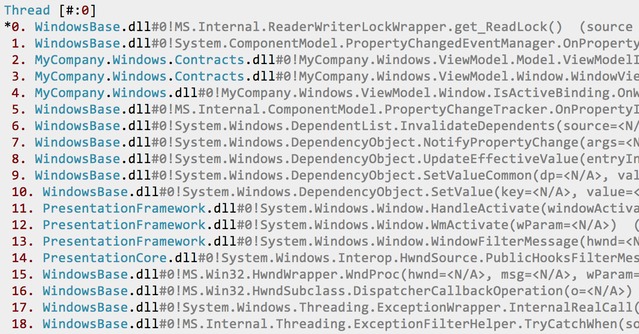 Thread [#:0]
*0. WindowsBase.dll#0!MS.Internal.ReaderWriterLockWrapper.get_ReadLock() (source
1. WindowsBase.dll#0!System.ComponentModel.PropertyChangedEventManager.OnProperty
2. MyCompany.Windows.Contracts.dll#0!MyCompany.Windows.ViewModel.Model.ViewModelI
3. MyCompany.Windows.Contracts.dll#0!MyCompany.Windows.ViewModel.Window.WindowVie
4. MyCompany.Windows.dll#0!MyCompany.Windows.ViewModel.Window.IsActiveBinding.OnW
5. WindowsBase.dll#0!MS.Internal.ComponentModel.PropertyChangeTracker.OnPropertyI
6. WindowsBase.dll#0!System.Windows.DependentList.InvalidateDependents(source=<N/A
7. WindowsBase.dll#0!System.Windows.DependencyObject.NotifyPropertyChange(args=<N
8. WindowsBase.dll#0!System.Windows.DependencyObject.UpdateEffectiveValue(entryIn
9. WindowsBase.dll#0!System.Windows.DependencyObject.SetValueCommon(dp=<N/A>, val
10. WindowsBase.dll#0!System.Windows.DependencyObject.SetValue(key=<N/A>, value=<
11. PresentationFramework.dll#0!System.Windows.Window.HandleActivate(windowActiva
12. PresentationFramework.dll#0!System.Windows.Window.WmActivate(wParam=<N/A>) (
13. PresentationFramework.dll#0!System.Windows.Window.WindowFilterMessage(hwnd=<N
14. PresentationCore.dll#0!System.Windows.Interop.HwndSource.PublicHooksFilterMes
15. WindowsBase.dll#0!MS.Win32.HwndWrapper.WndProc(hwnd=<N/A>, msg=<N/A>, wParam=
16. WindowsBase.dll#0!MS.Win32.HwndSubclass.DispatcherCallbackOperation(o=<N/A>)
17. WindowsBase.dll#0!System.Windows.Threading.ExceptionWrapper.InternalRealCall(
18. WindowsBase.dll#0!MS.Internal.Threading.ExceptionFilterHelper.TryCatchWhen(